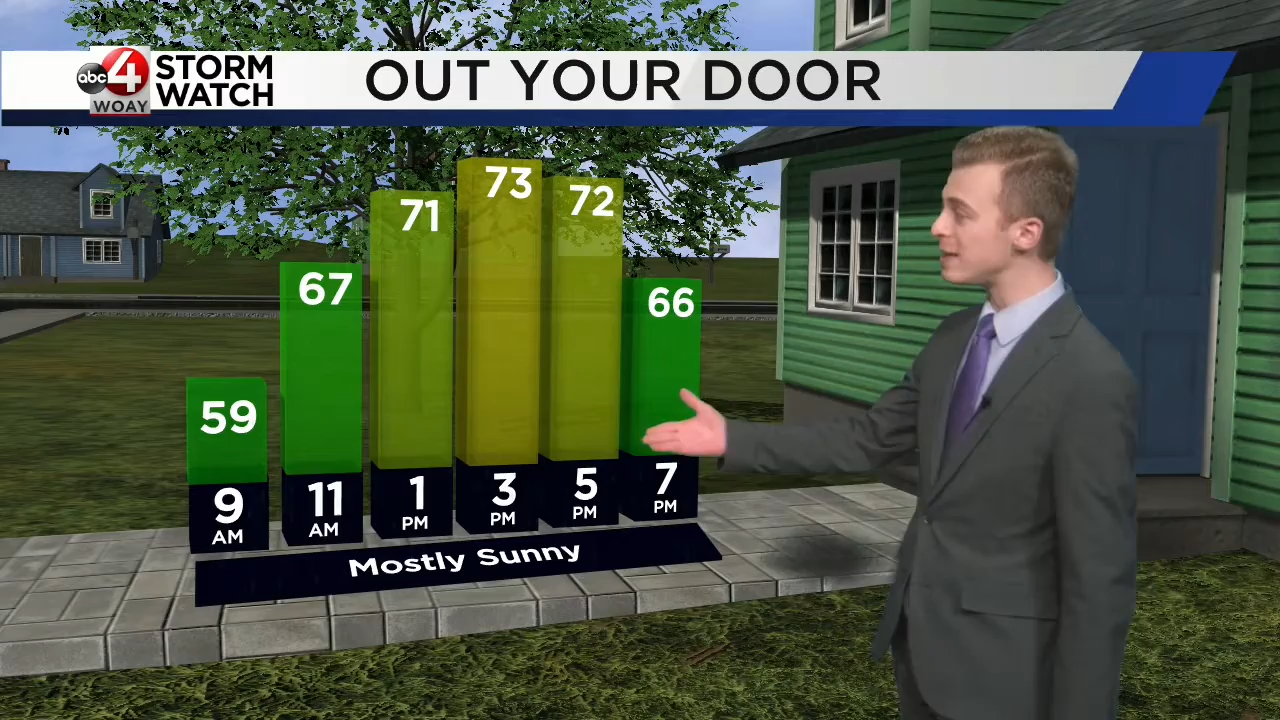 abc 4
WOAY
STORM
WATCH
OUT YOUR DOOR
59
67
71
73
72
66
9
AM
11
AM
1
PM
3
PM
5
PM
7
PM
Mostly Sunny